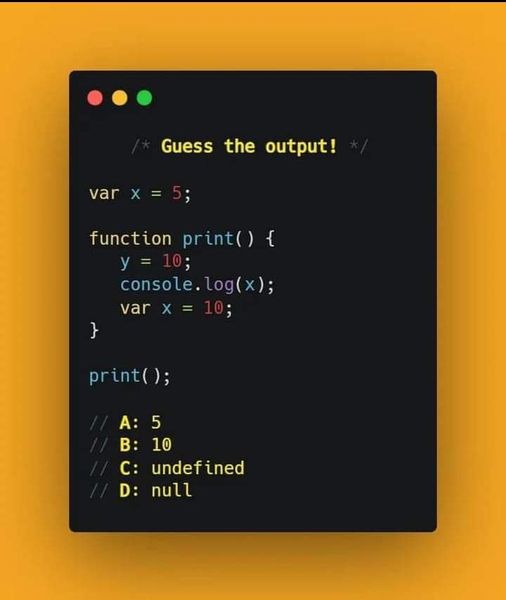 /* Guess the output! */
var x = 5;
function print() {
y = 10;
console.log(x);
var x = 10;
}
print();
// A: 5
// B: 10
// C: undefined
// D: null